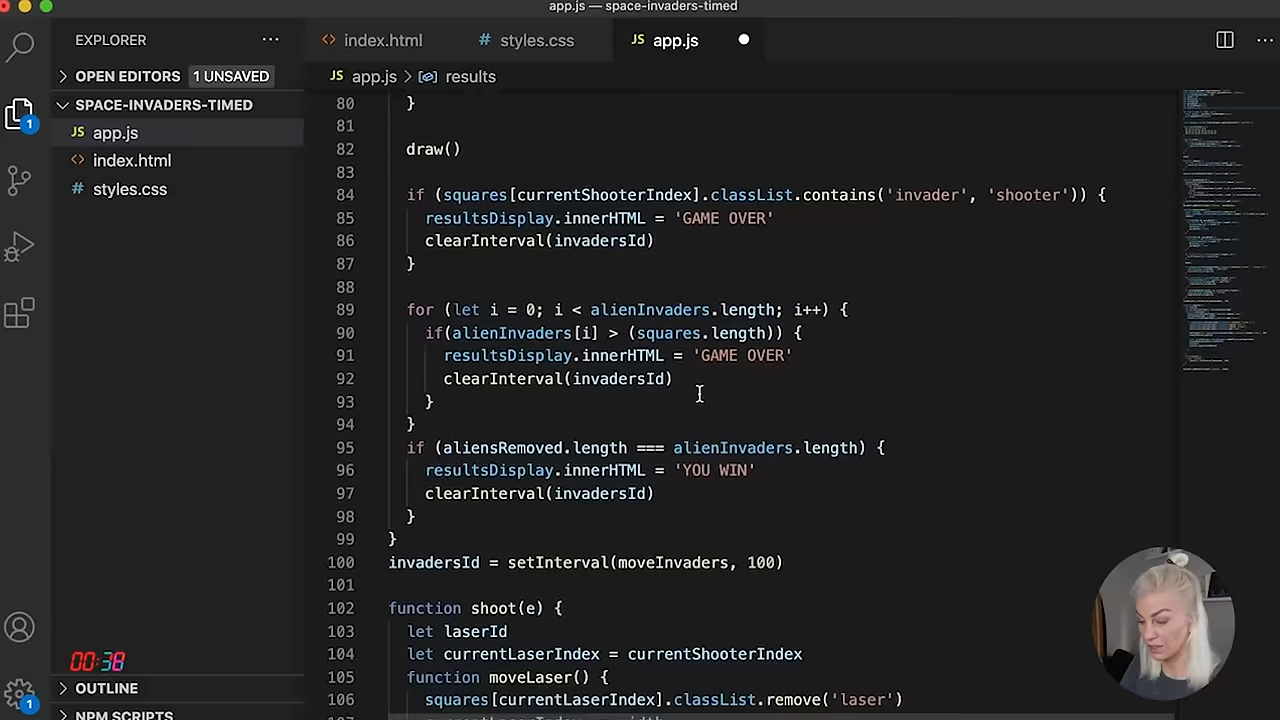 app.js — space-invaders-timed
EXPLORER
OPEN EDITORS 1 UNSAVED
SPACE-INVADERS-TIMED
JS app.js
<> index.html
# styles.css
1
00:38
1
OUTLINE
NPM SCRIPTS
<> index.html # styles.css JS app.js
JS app.js > results
80 }
81
82 draw()
83
84 if (squares[currentShooterIndex].classList.contains('invader', 'shooter')) {
85 resultsDisplay.innerHTML = 'GAME OVER'
86 clearInterval(invadersId)
87 }
88
89 for (let i = 0; i < alienInvaders.length; i++) {
90 if(alienInvaders[i] > (squares.length)) {
91 resultsDisplay.innerHTML = 'GAME OVER'
92 clearInterval(invadersId)
93 }
94 }
95 if (aliensRemoved.length === alienInvaders.length) {
96 resultsDisplay.innerHTML = 'YOU WIN'
97 clearInterval(invadersId)
98 }
99 }
100 invadersId = setInterval(moveInvaders, 100)
101
102 function shoot(e) {
103 let laserId
104 let currentLaserIndex = currentShooterIndex
105 function moveLaser() {
106 squares[currentLaserIndex].classList.remove('laser')